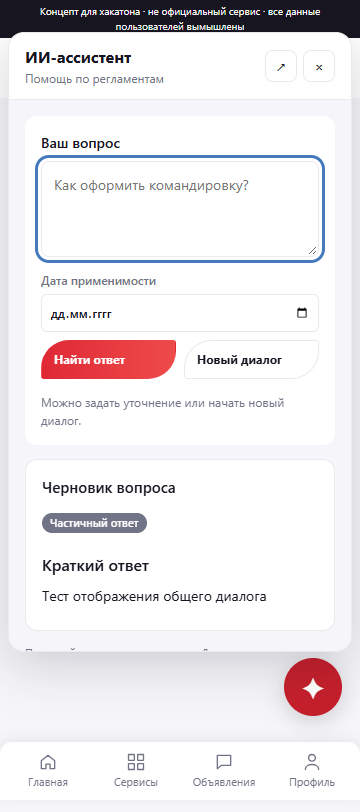 Концепт для хакатона · не официальный сервис · все данные
пользователей вымышлены
ИИ-ассистент
Помощь по регламентам
Ваш вопрос
Как оформить командировку?
Дата применимости
дд.мм.гггг
Найти ответ
Новый диалог
Можно задать уточнение или начать новый
диалог.
Черновик вопроса
Частичный ответ
Краткий ответ
Тест отображения общего диалога
Главная
Сервисы
Объявления
Профиль